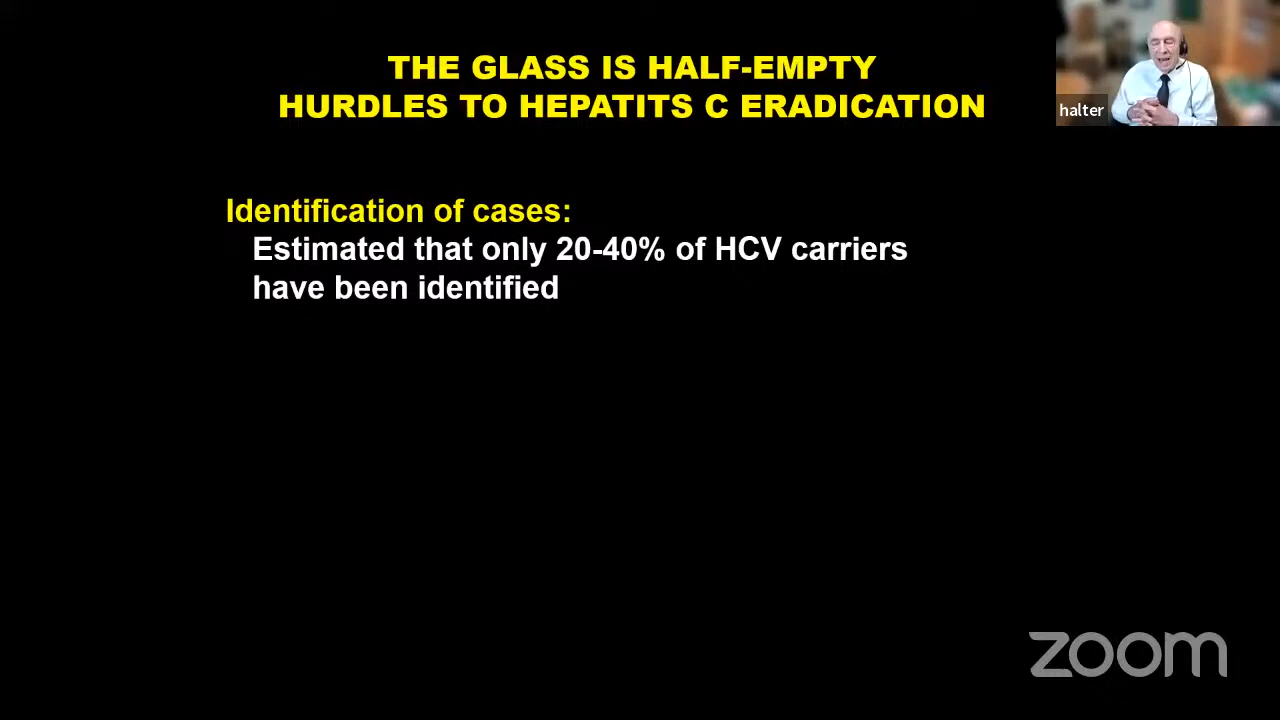 THE GLASS IS HALF-EMPTY
HURDLES TO HEPATITS C ERADICATION
halter
Identification of cases:
Estimated that only 20-40% of HCV carriers
have been identified
zoom